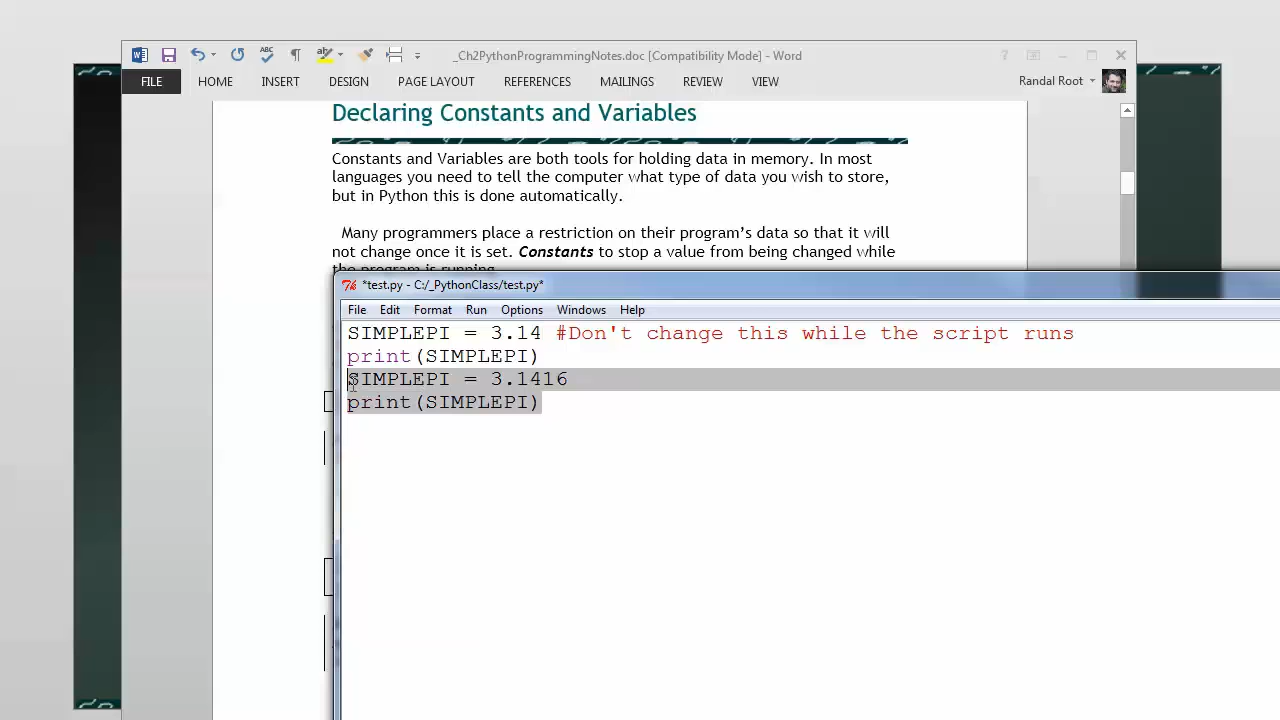 _Ch2PythonProgrammingNotes.doc [Compatibility Mode] - Word
FILE HOME INSERT DESIGN PAGE LAYOUT REFERENCES MAILINGS REVIEW VIEW Randal Root
Declaring Constants and Variables
Constants and Variables are both tools for holding data in memory. In most
languages you need to tell the computer what type of data you wish to store,
but in Python this is done automatically.
Many programmers place a restriction on their program's data so that it will
not change once it is set. Constants to stop a value from being changed while
the program is running.
*test.py - C:/_PythonClass/test.py*
File Edit Format Run Options Windows Help
SIMPLEPI = 3.14 #Don't change this while the script runs
print(SIMPLEPI)
SIMPLEPI = 3.1416
print(SIMPLEPI)